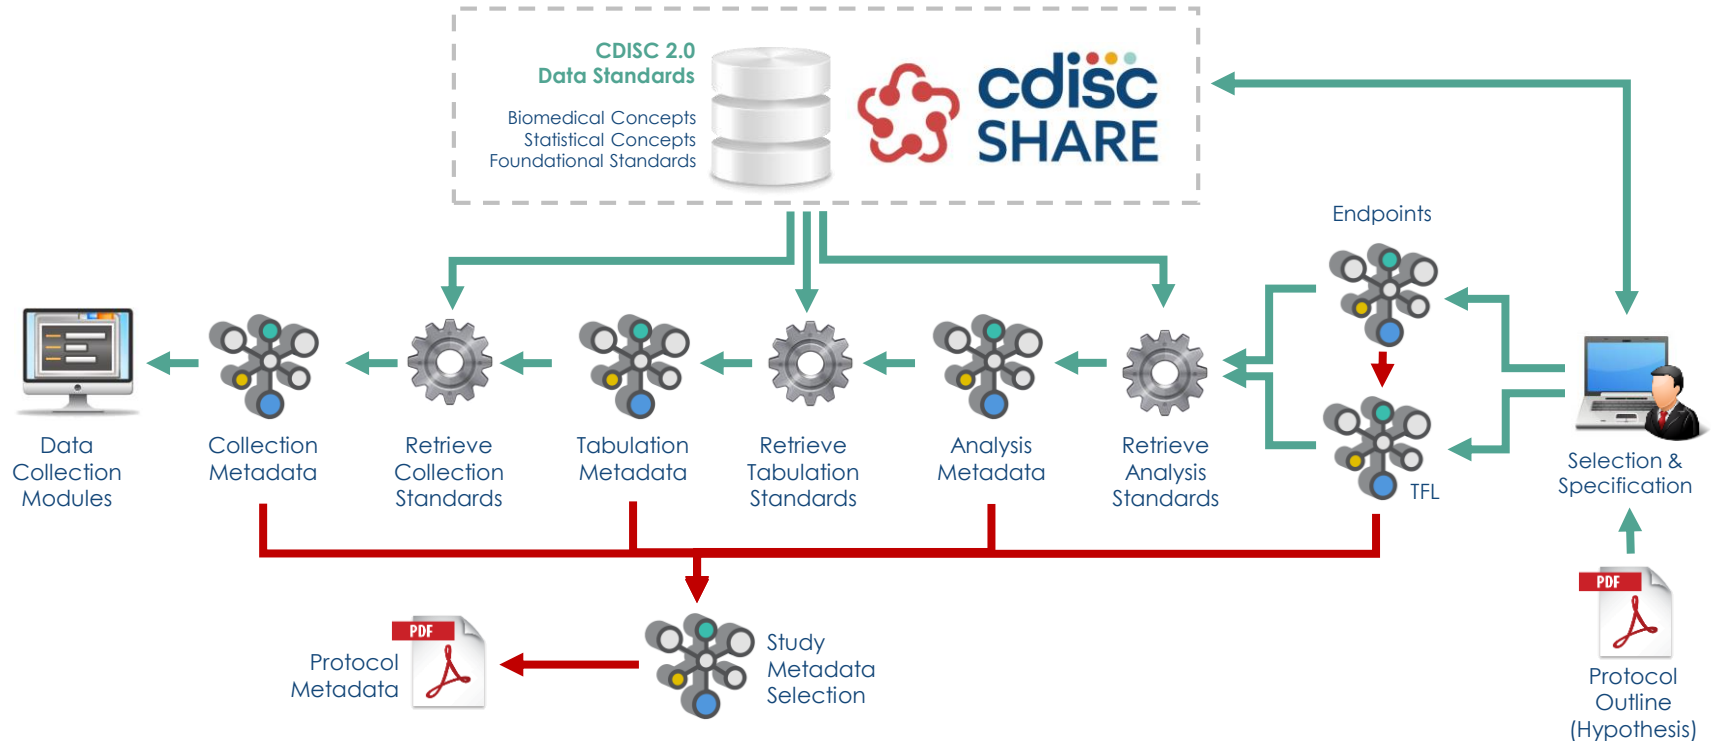 CDISC 2.0
Data Standards
Biomedical Concepts
Statistical Concepts
Foundational Standards
cdisc
SHARE
Endpoints
Data
Collection
Modules
Collection
Metadata
Retrieve
Collection
Standards
Tabulation
Metadata
Retrieve
Tabulation
Standards
Analysis
Metadata
Retrieve
Analysis
Standards
TFL
Selection &
Specification
PDF
Protocol
Metadata
Study
Metadata
Selection
PDF
Protocol
Outline
(Hypothesis)